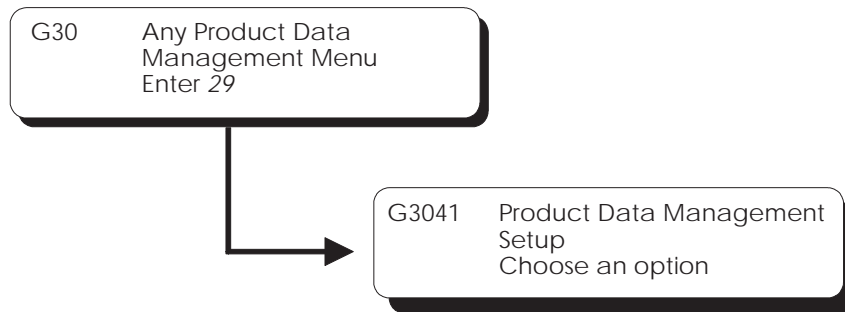 G30 Any Product Data
Management Menu
Enter 29
G3041 Product Data Management
Setup
Choose an option